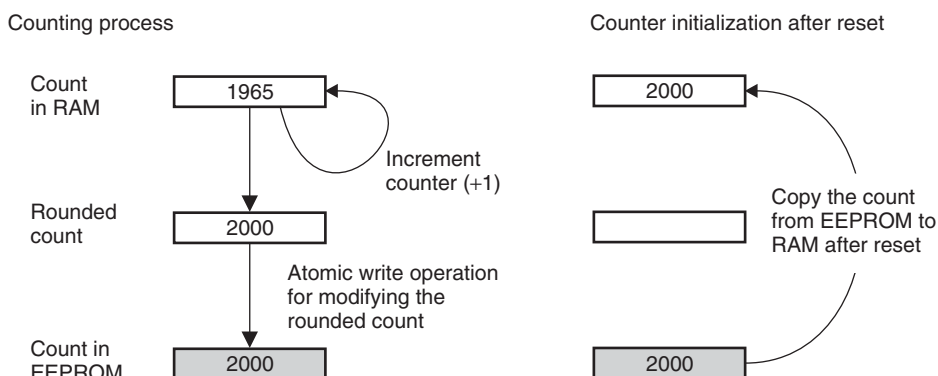 Counting process
Count
in RAM
1965
Increment
counter (+1)
Rounded
count
2000
Atomic write operation
for modifying the
rounded count
Count in
EEPROM
2000
Counter initialization after reset
2000
Copy the count
from EEPROM to
RAM after reset
2000